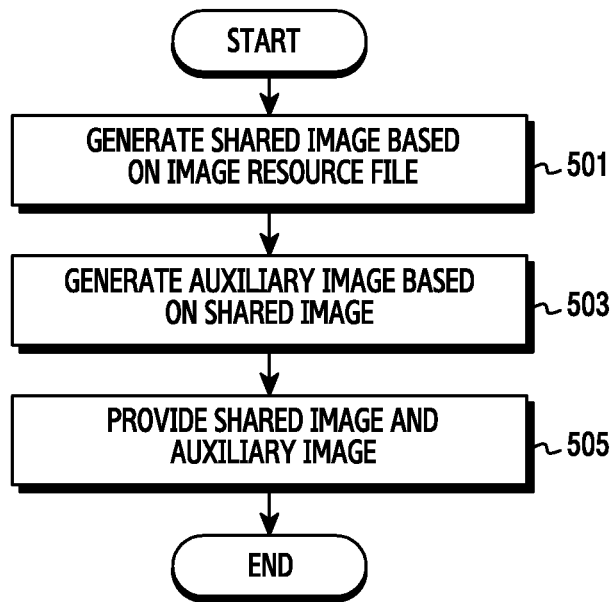 START
GENERATE SHARED IMAGE BASED
ON IMAGE RESOURCE FILE
501
GENERATE AUXILIARY IMAGE BASED
ON SHARED IMAGE
503
PROVIDE SHARED IMAGE AND
AUXILIARY IMAGE
505
END